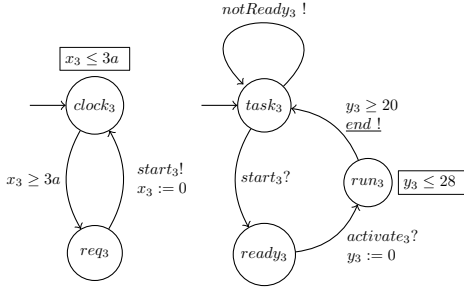 notReady₃ !
x₃ ≤ 3a
clock₃
task₃
y₃ ≥ 20
end !
x₃ ≥ 3a
start₃!
x₃ := 0
start₃?
run₃
y₃ ≤ 28
req₃
ready₃
activate₃?
y₃ := 0